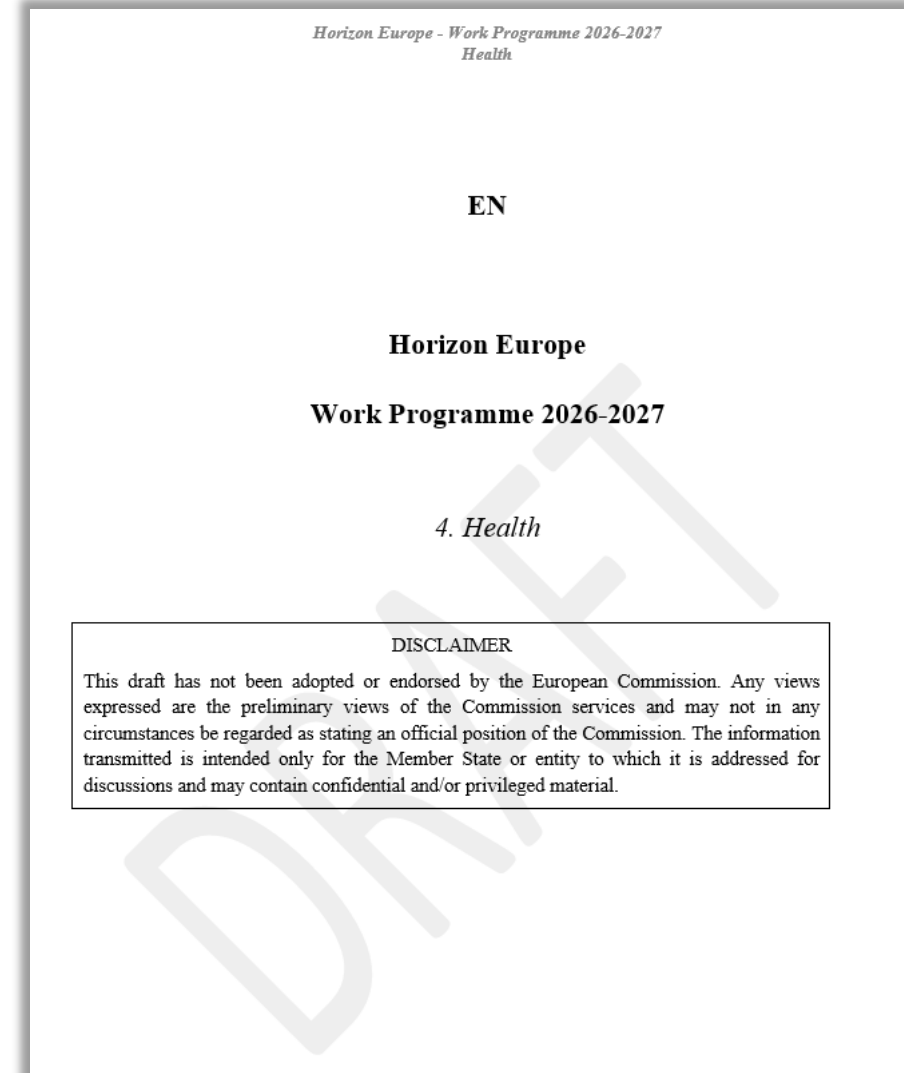 Horizon Europe - Work Programme 2026-2027
Health
EN
Horizon Europe
Work Programme 2026-2027
4. Health
DISCLAIMER
This draft has not been adopted or endorsed by the European Commission. Any views
expressed are the preliminary views of the Commission services and may not in any
circumstances be regarded as stating an official position of the Commission. The information
transmitted is intended only for the Member State or entity to which it is addressed for
discussions and may contain confidential and/or privileged material.
DRAFT